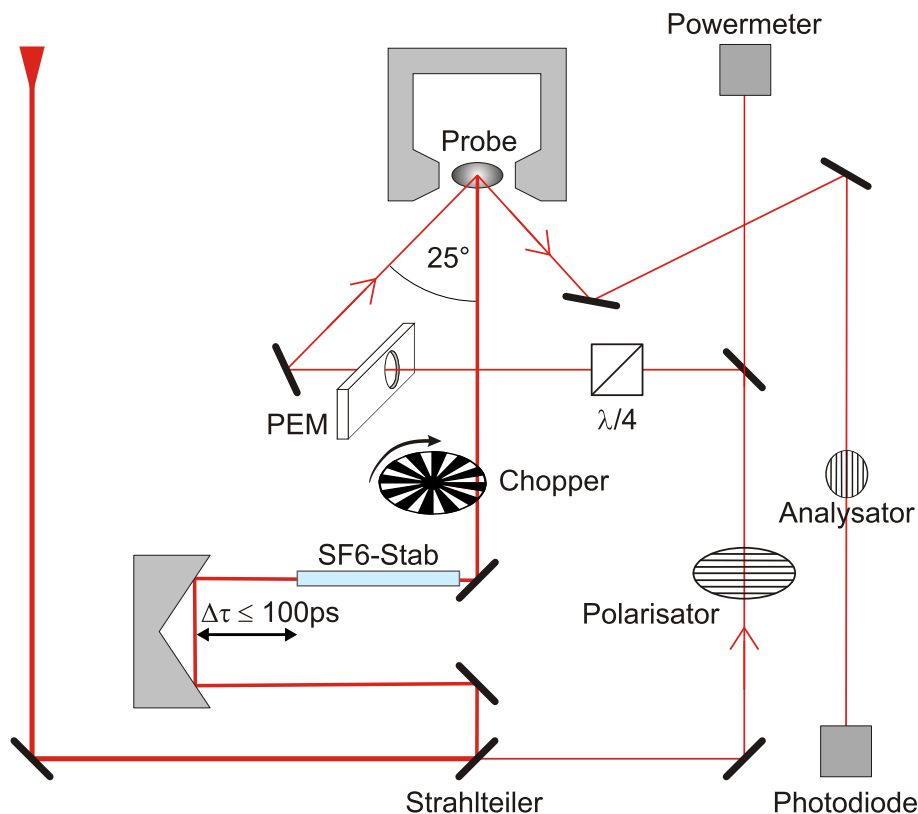 Powermeter
Probe
25°
PEM
λ/4
Chopper
Analysator
SF6-Stab
Δτ ≤ 100ps
Polarisator
Strahlteiler
Photodiode